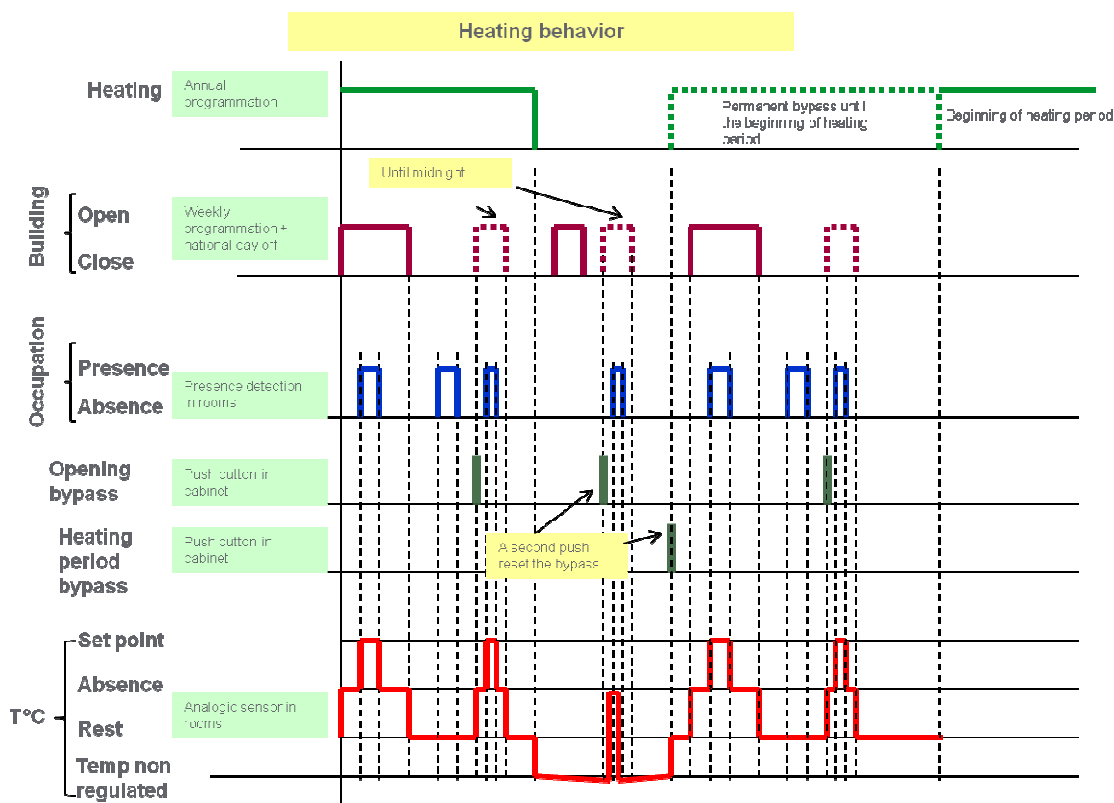 Heating behavior
Heating
Annual
programmation
Permanent bypass until
the beginning of heating
period
Beginning of heating period
Until midnight
Building
Open
Close
Weekly
programmation +
national day off
Occupation
Presence
Absence
Presence detection
in rooms
Opening
bypass
Push button in
cabinet
Heating
period
bypass
Push button in
cabinet
A second push
reset the bypass
T°C
Set point
Absence
Rest
Temp non
regulated
Analogic sensor in
rooms